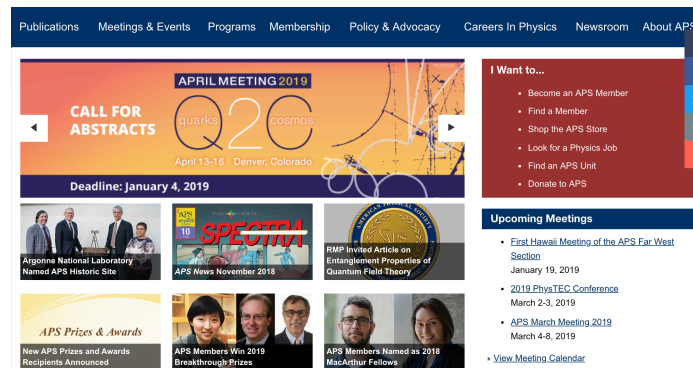 Publications Meetings & Events Programs Membership Policy & Advocacy Careers In Physics Newsroom About APS
APRIL MEETING 2019
CALL FOR
ABSTRACTS
quarks Q2C cosmos
April 13-16 Denver, Colorado
Deadline: January 4, 2019
I Want to...
Become an APS Member
Find a Member
Shop the APS Store
Look for a Physics Job
Find an APS Unit
Donate to APS
Argonne National Laboratory
Named APS Historic Site
APS
10
SPECTRA
APS News November 2018
AMERICAN PHYSICAL SOCIETY
RMP Invited Article on
Entanglement Properties of
Quantum Field Theory
Upcoming Meetings
First Hawaii Meeting of the APS Far West
Section
January 19, 2019
2019 PhysTEC Conference
March 2-3, 2019
APS March Meeting 2019
March 4-8, 2019
View Meeting Calendar
APS Prizes & Awards
New APS Prizes and Awards
Recipients Announced
APS Members Win 2019
Breakthrough Prizes
APS Members Named as 2018
MacArthur Fellows